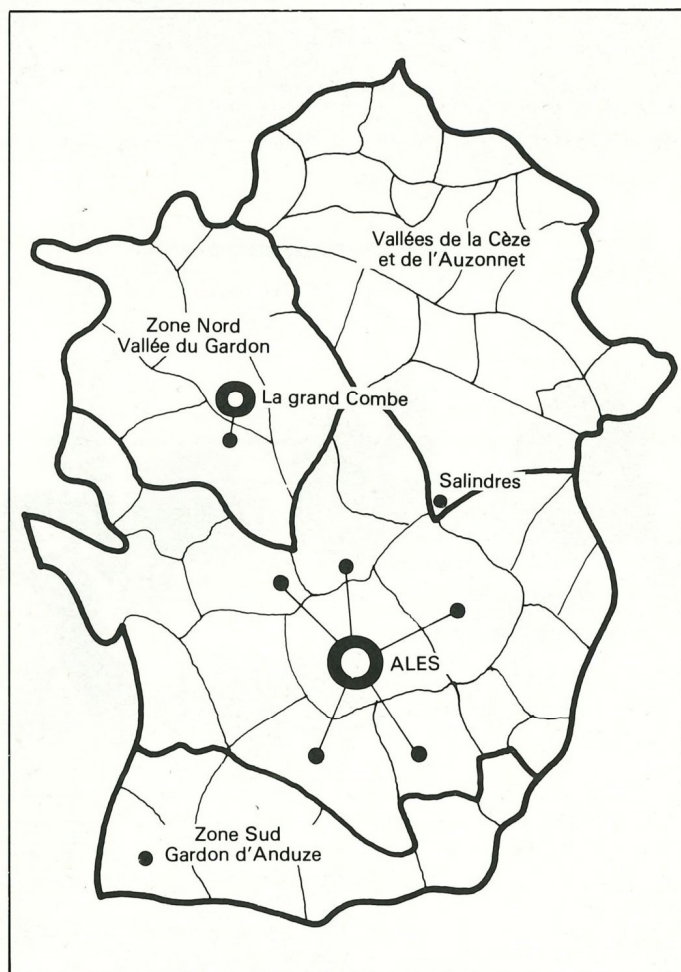 Vallées de la Cèze
et de l'Auzonnet
Zone Nord
Vallée du Gardon
La grand Combe
Salindres
ALES
Zone Sud
Gardon d'Anduze